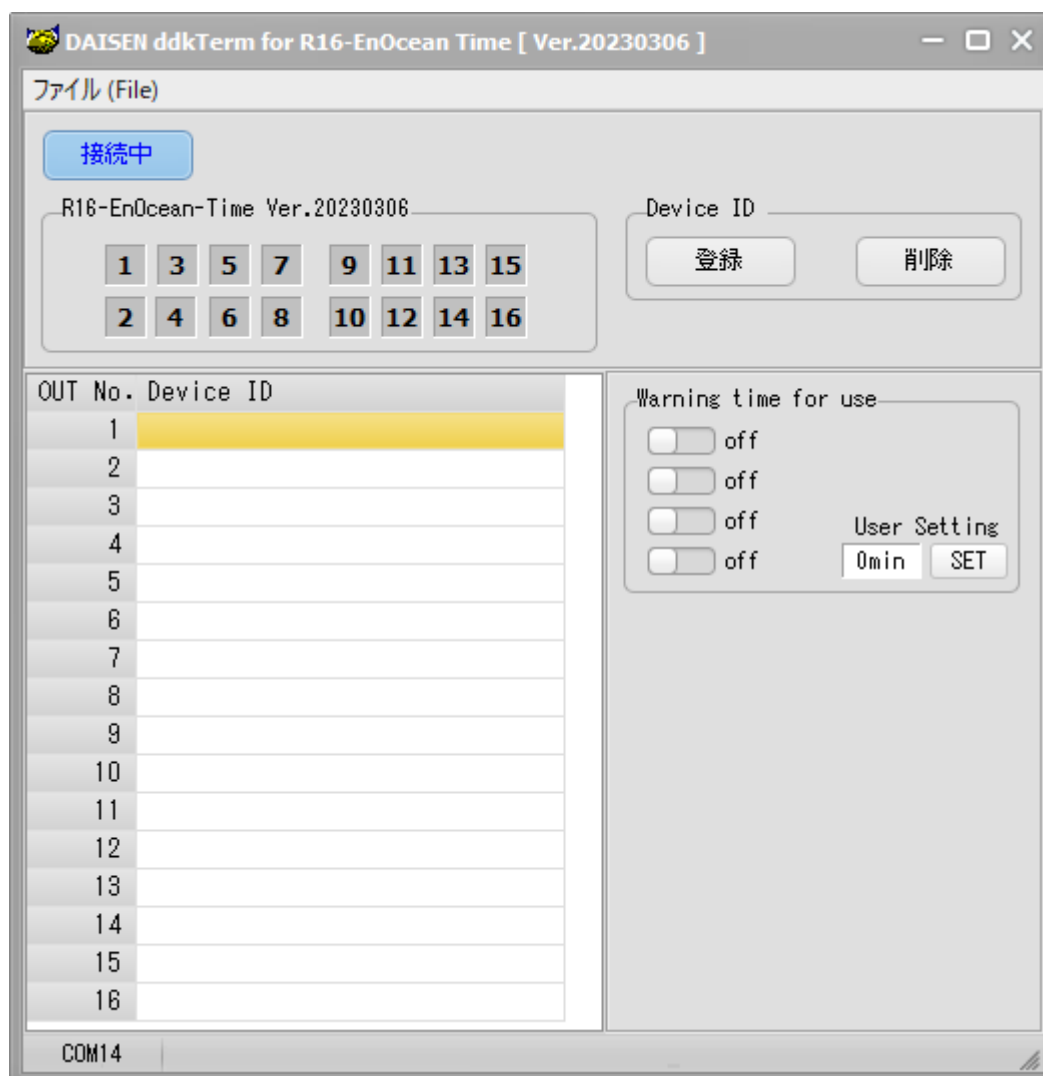 DAISEN ddkTerm for R16-EnOcean Time [ Ver.20230306 ]
ファイル (File)
接続中
R16-EnOcean-Time Ver.20230306
1 3 5 7 9 11 13 15
2 4 6 8 10 12 14 16
Device ID
登録 削除
OUT No. Device ID
1
2
3
4
5
6
7
8
9
10
11
12
13
14
15
16
Warning time for use
off
off
off
off
User Setting
0min SET
COM14